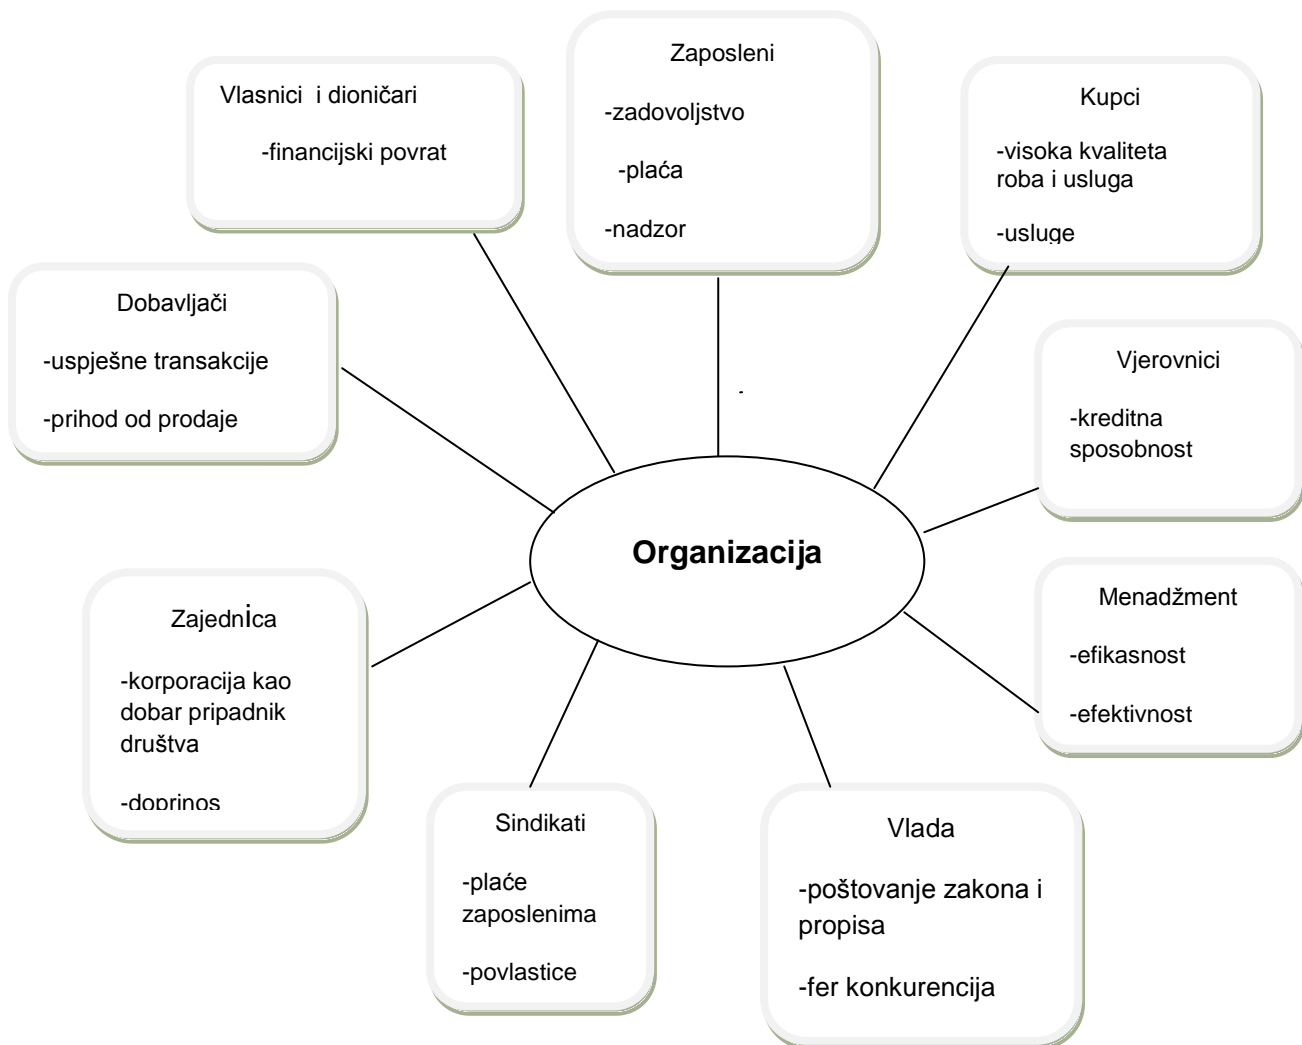 Vlasnici i dioničari
-financijski povrat
Zaposleni
-zadovoljstvo
-plaća
-nadzor
Kupci
-visoka kvaliteta
roba i usluga
-usluge
Dobavljači
-uspješne transakcije
-prihod od prodaje
Vjerovnici
-kreditna
sposobnost
-
Organizacija
Zajednica
-korporacija kao
dobar pripadnik
društva
-doprinos
Menadžment
-efikasnost
-efektivnost
Sindikati
-plaće
zaposlenima
-povlastice
Vlada
-poštovanje zakona i
propisa
-fer konkurencija